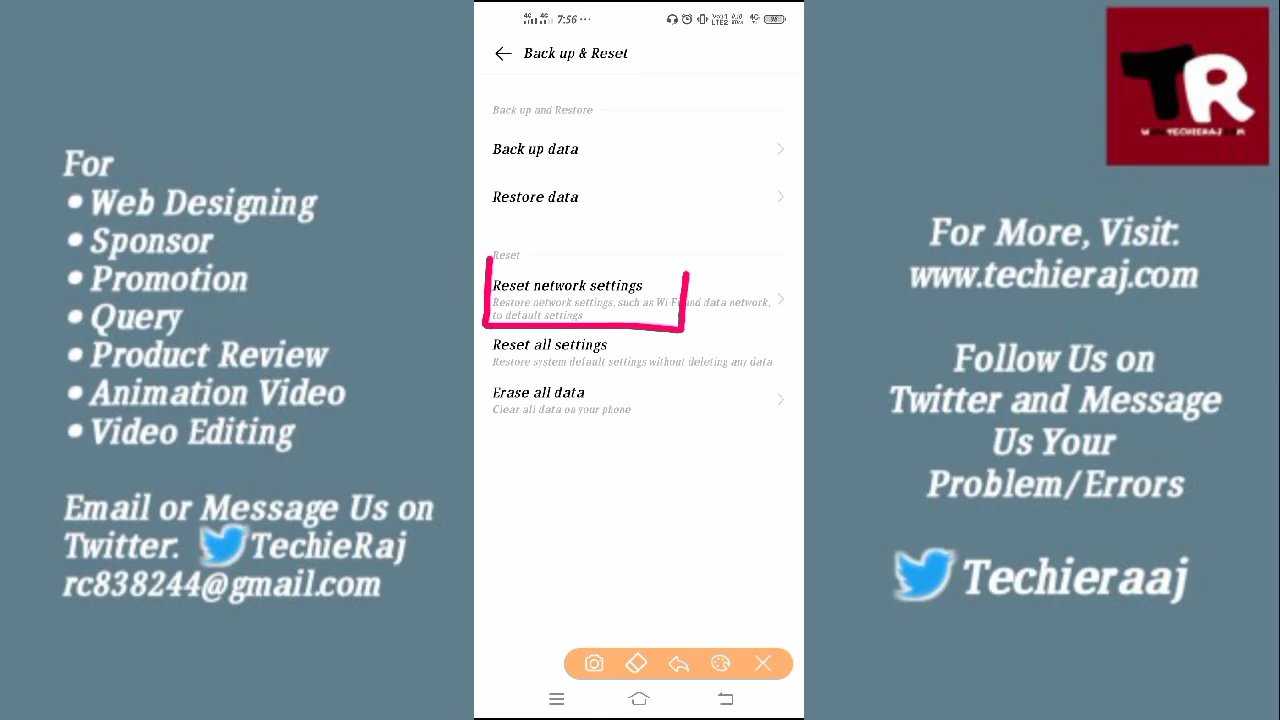 For
• Web Designing
• Sponsor
• Promotion
• Query
• Product Review
• Animation Video
• Video Editing
Email or Message Us on
Twitter. TechieRaj
rc838244@gmail.com
4G 4G 7:56 ···
4G 96
Back up & Reset
Back up and Restore
Back up data
Restore data
Reset
Reset network settings
Restore network settings, such as Wi-Fi and data network,
to default settings
Reset all settings
Restore system default settings without deleting any data
Erase all data
Clear all data on your phone
TR
For More, Visit:
www.techieraj.com
Follow Us on
Twitter and Message
Us Your
Problem/Errors
Techieraaj